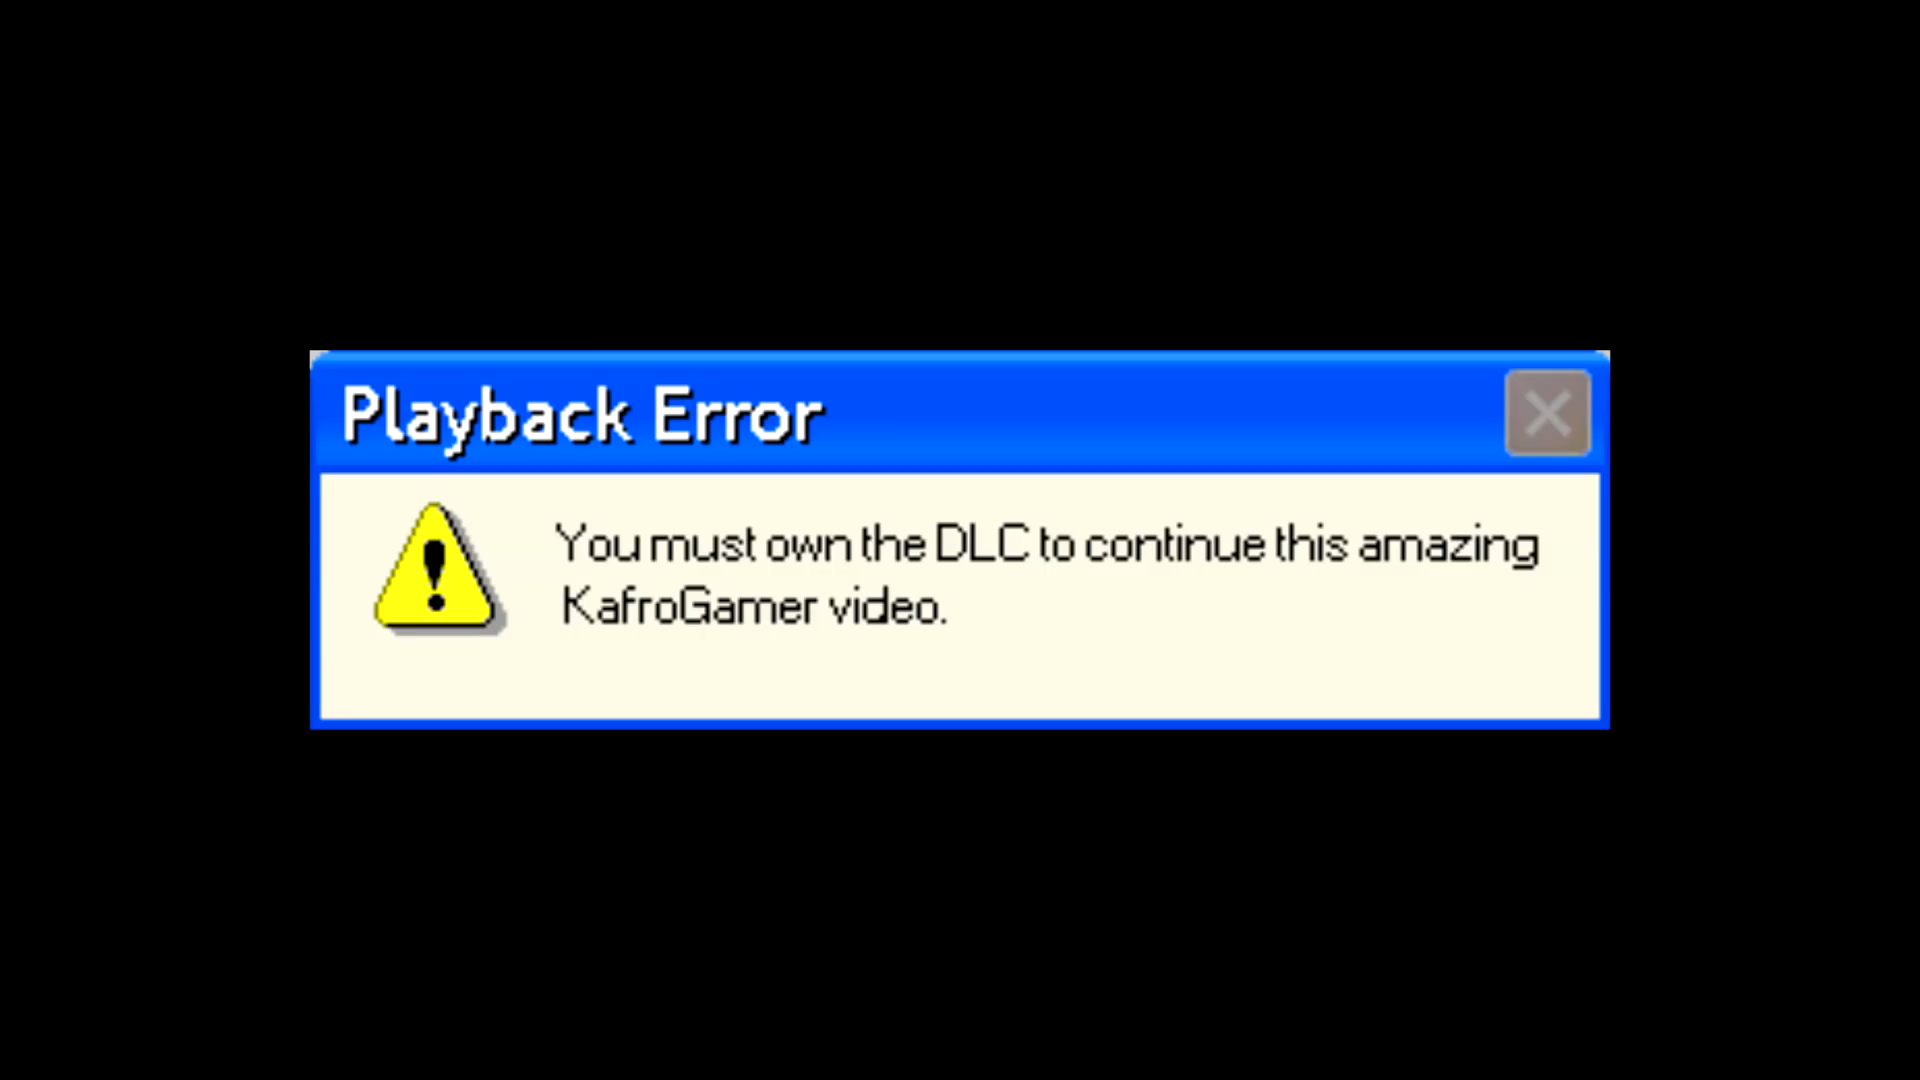 Playback Error
You must own the DLC to continue this amazing
KafroGamer video.